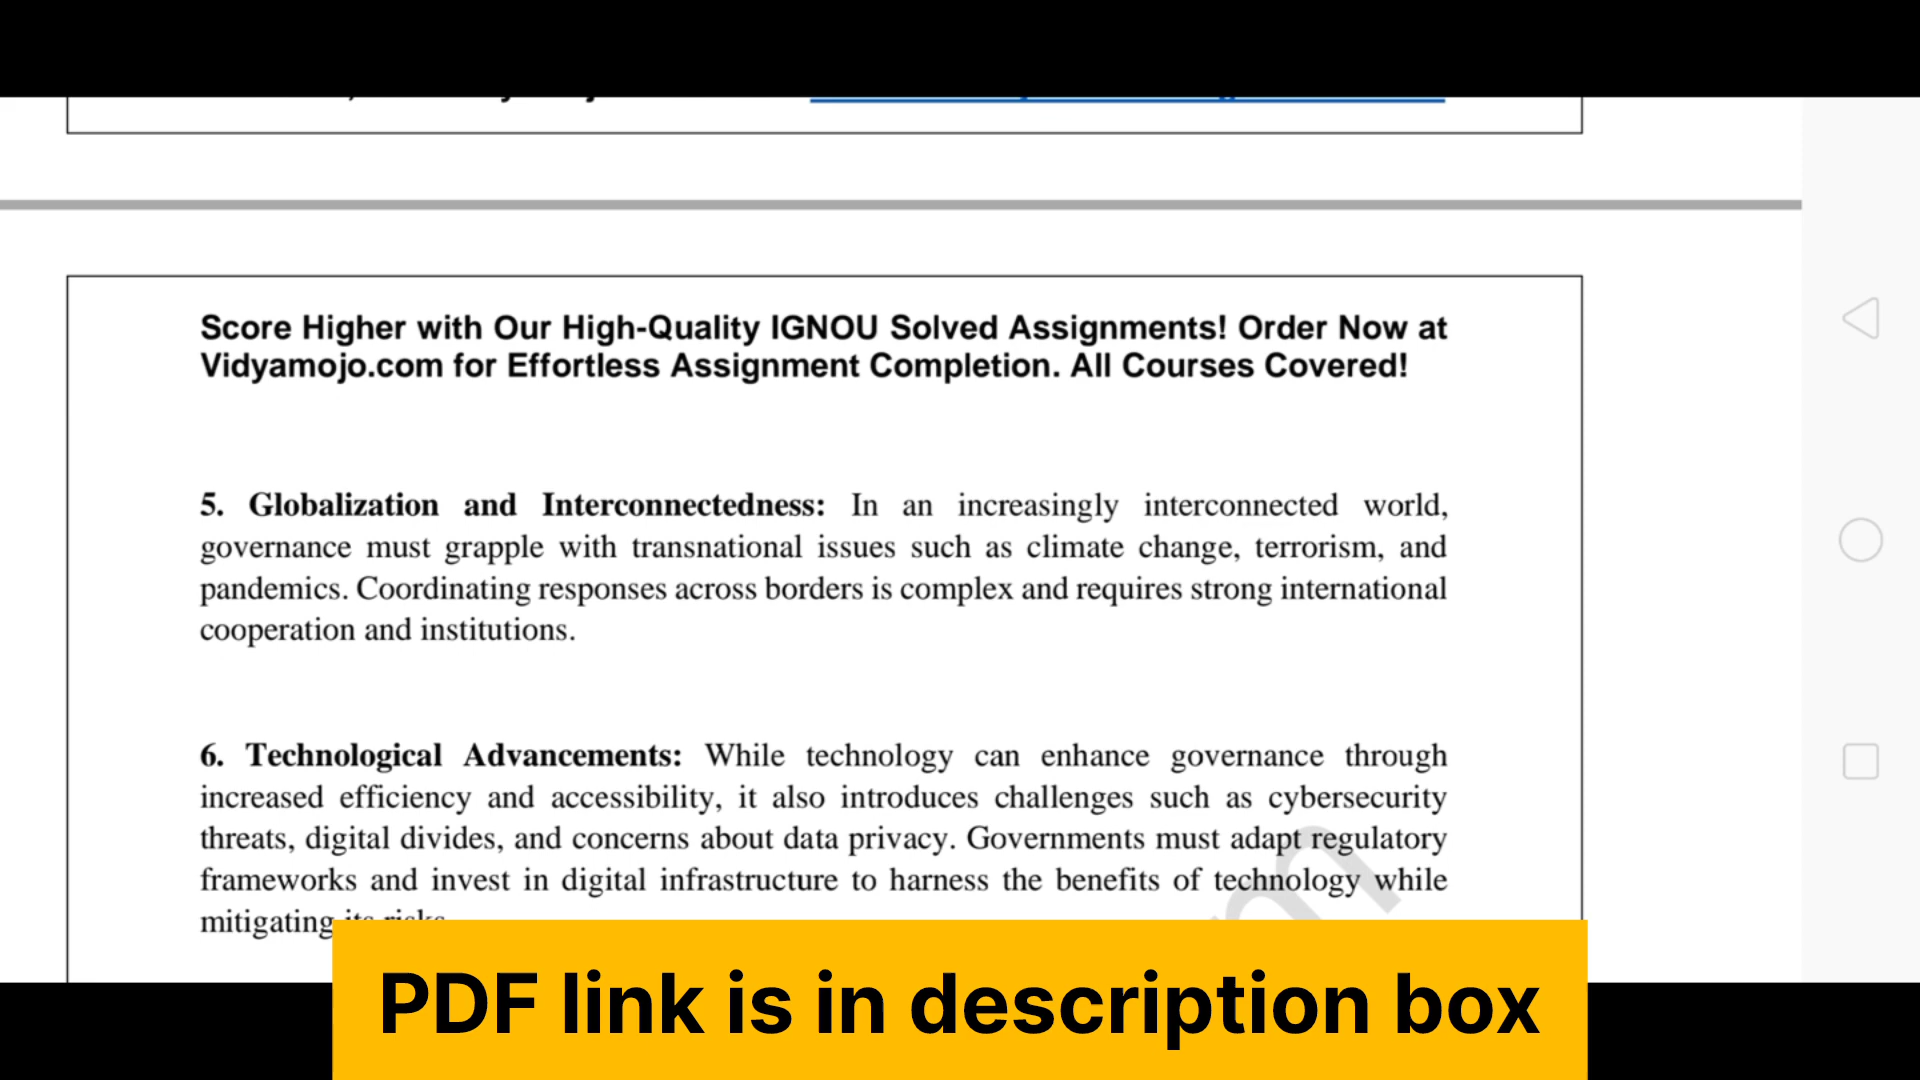 Score Higher with Our High-Quality IGNOU Solved Assignments! Order Now at
Vidyamojo.com for Effortless Assignment Completion. All Courses Covered!
5. Globalization and Interconnectedness: In an increasingly interconnected world,
governance must grapple with transnational issues such as climate change, terrorism, and
pandemics. Coordinating responses across borders is complex and requires strong international
cooperation and institutions.
6. Technological Advancements: While technology can enhance governance through
increased efficiency and accessibility, it also introduces challenges such as cybersecurity
threats, digital divides, and concerns about data privacy. Governments must adapt regulatory
frameworks and invest in digital infrastructure to harness the benefits of technology while
mitigating its risks
PDF link is in description box